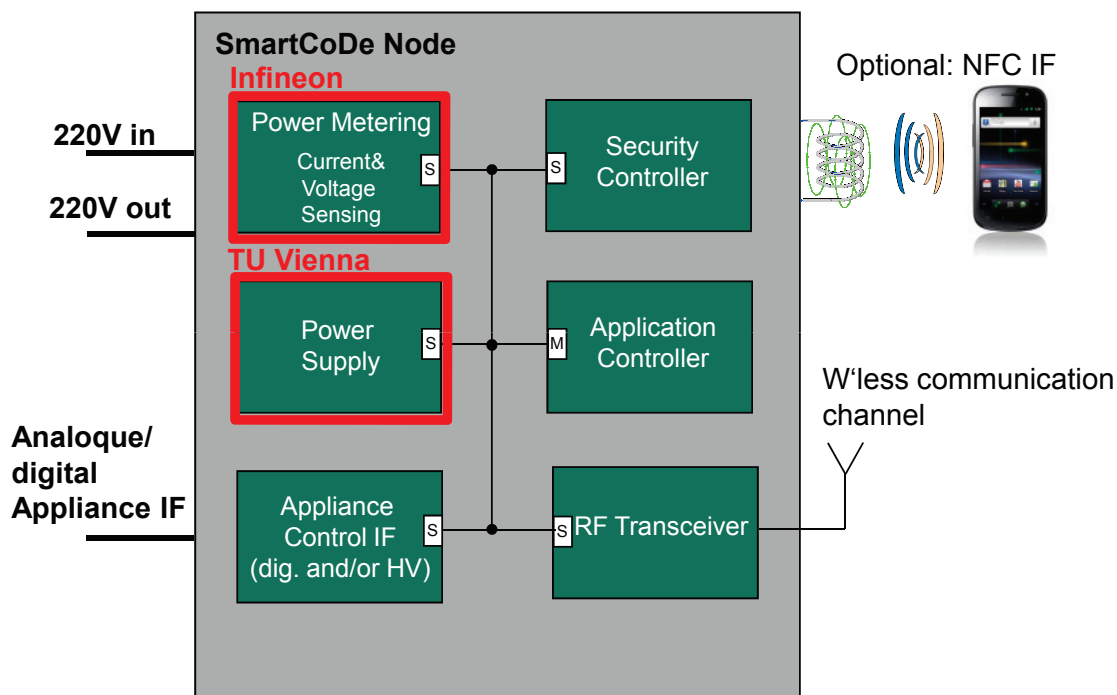 SmartCoDe Node
Infineon
Optional: NFC IF
220V in
220V out
Power Metering
Current&
Voltage
Sensing
S
S
Security
Controller
TU Vienna
Power
Supply
S
M
Application
Controller
W'less communication
channel
Analoque/
digital
Appliance IF
Appliance
Control IF
(dig. and/or HV)
S
S
RF Transceiver